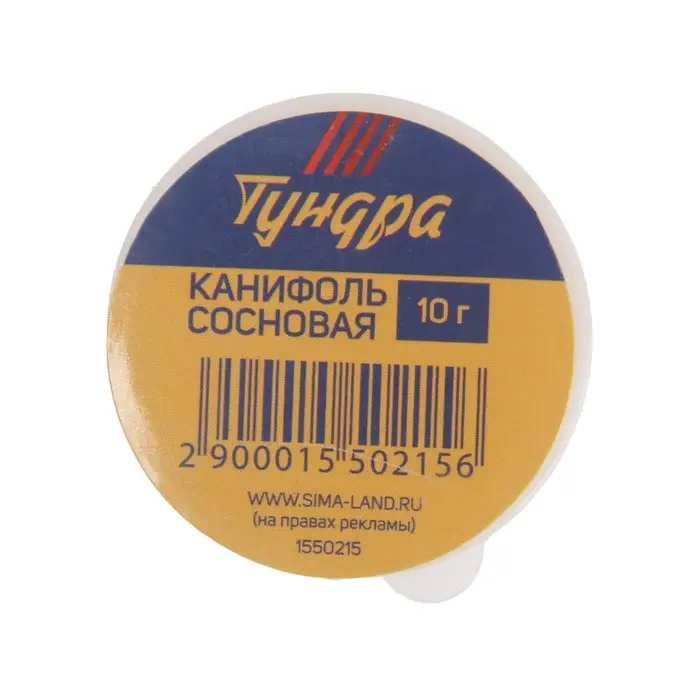 Тундра
КАНИФОЛЬ
СОСНОВАЯ
10 г
2 900015 502156
WWW.SIMA-LAND.RU
(на правах рекламы)
1550215